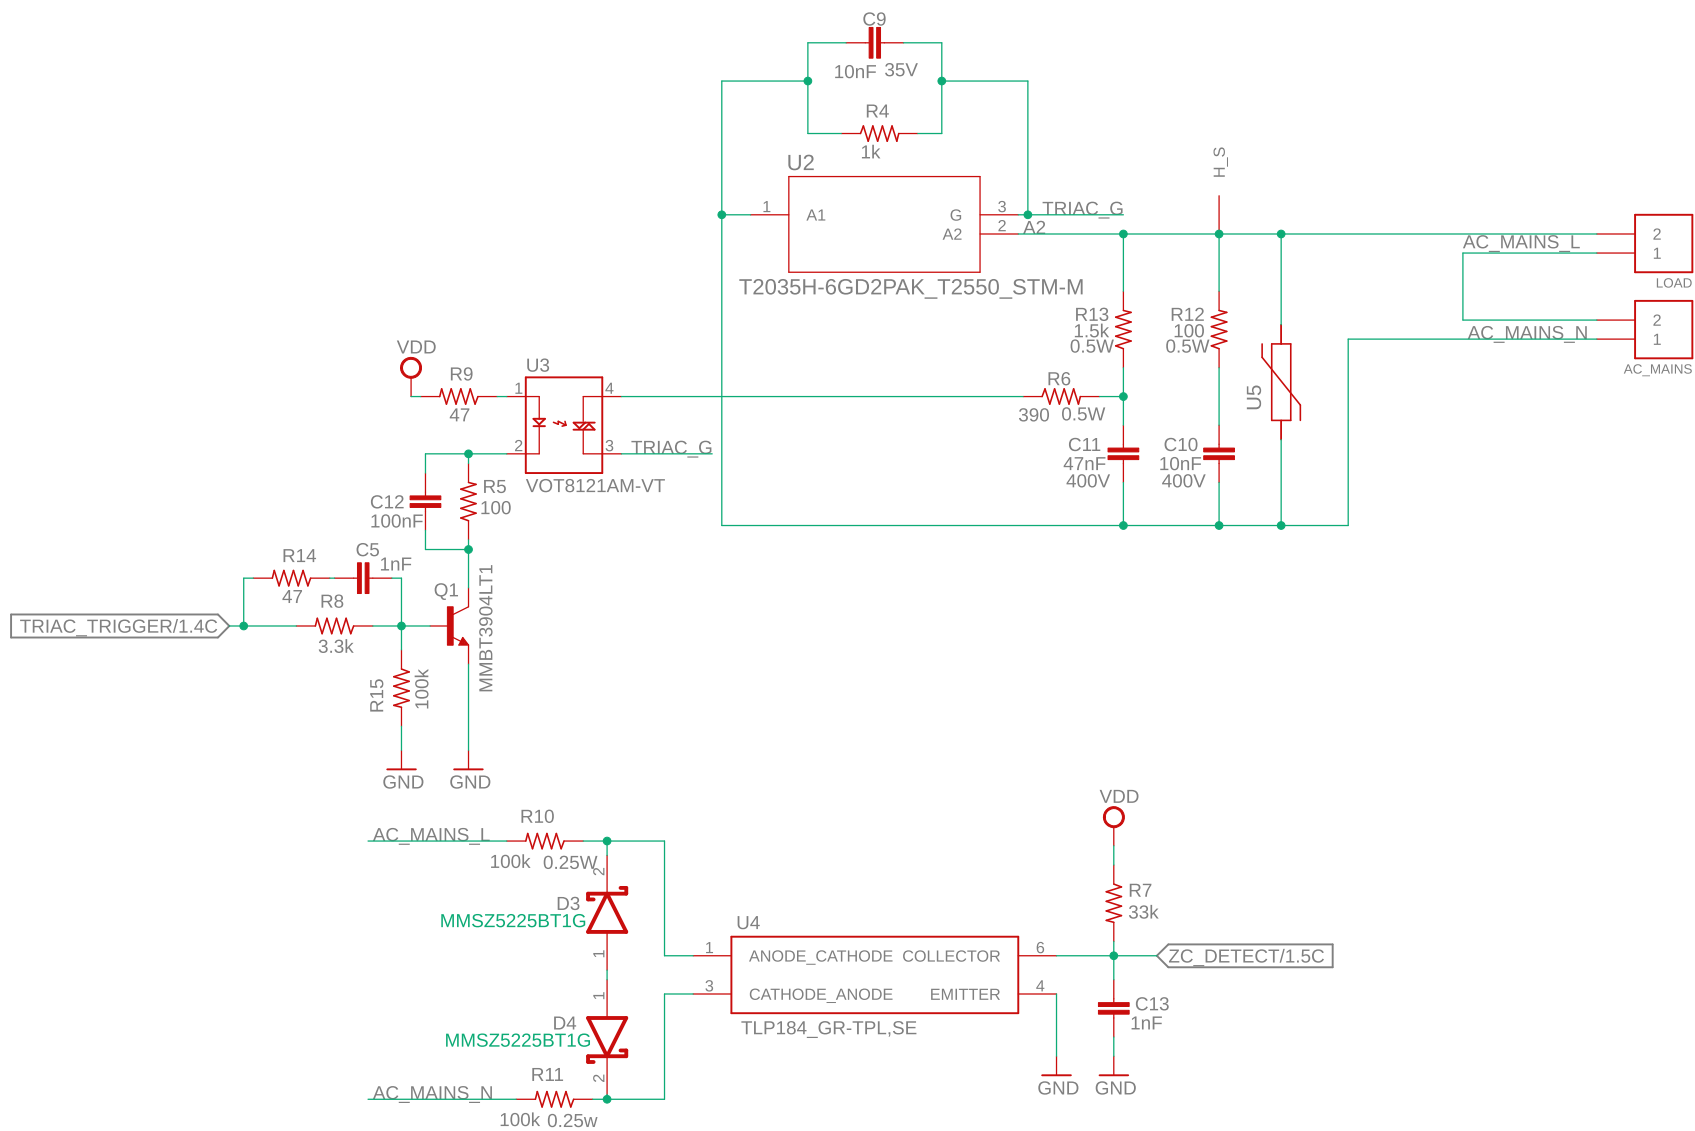 C9
10nF 35V
R4
1k
U2
1 A1 G 3 TRIAC_G
A2 2 A2
T2035H-6GD2PAK_T2550_STM-M
H_S
AC_MAINS_L 2
1
LOAD
2
AC_MAINS_N 1
AC_MAINS
R13
1.5k
0.5W
R12
100
0.5W
U5
VDD
R9
47
U3
1 4
2 3 TRIAC_G
VOT8121AM-VT
R6
390 0.5W
C11
47nF
400V
C10
10nF
400V
C12
100nF
R5
100
R14
47
C5
1nF
Q1
MMBT3904LT1
TRIAC_TRIGGER/1.4C
R8
3.3k
R15
100k
GND GND
AC_MAINS_L
R10
100k 0.25W
2
D3
MMSZ5225BT1G
1
1
D4
MMSZ5225BT1G
2
AC_MAINS_N
R11
100k 0.25w
U4
1 ANODE_CATHODE COLLECTOR 6
3 CATHODE_ANODE EMITTER 4
TLP184_GR-TPL,SE
VDD
R7
33k
ZC_DETECT/1.5C
C13
1nF
GND GND